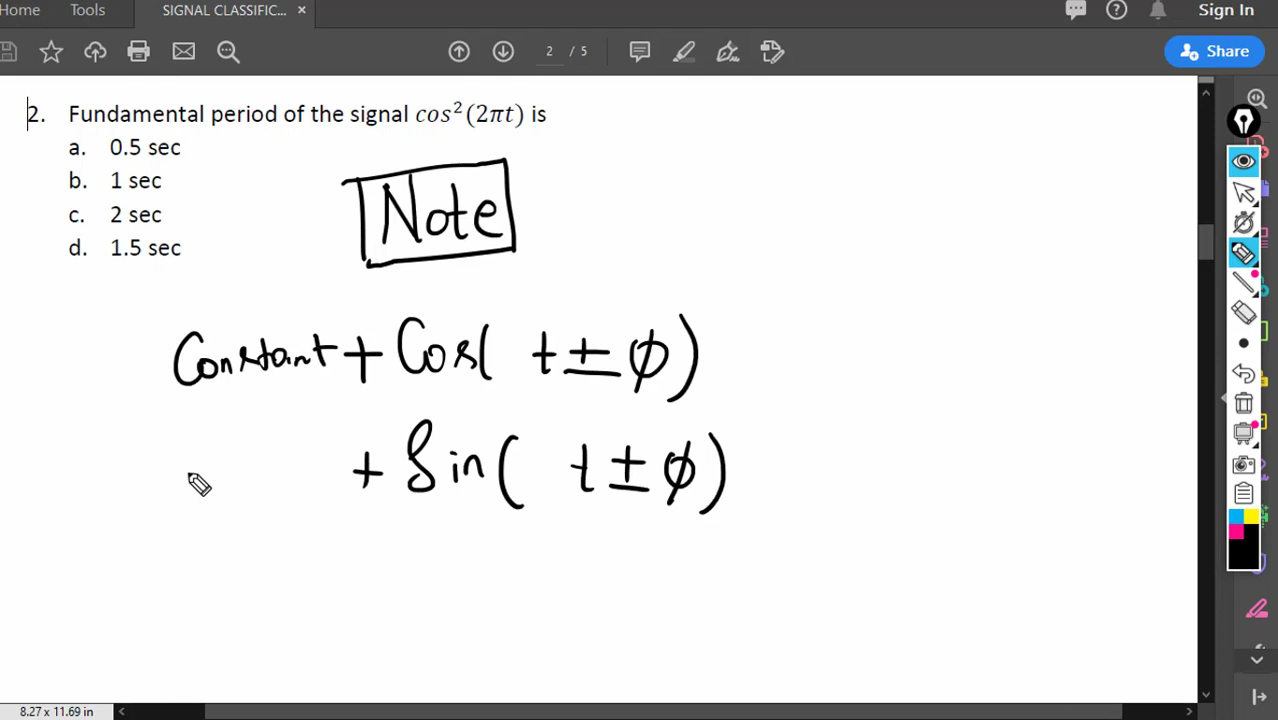 Home Tools SIGNAL CLASSIFIC... × Sign In
2 / 5 Share
2. Fundamental period of the signal cos²(2πt) is
a. 0.5 sec
b. 1 sec
c. 2 sec
d. 1.5 sec
Note
Constant + Cos( t ± φ)
+ Sin( t ± φ)
8.27 x 11.69 in